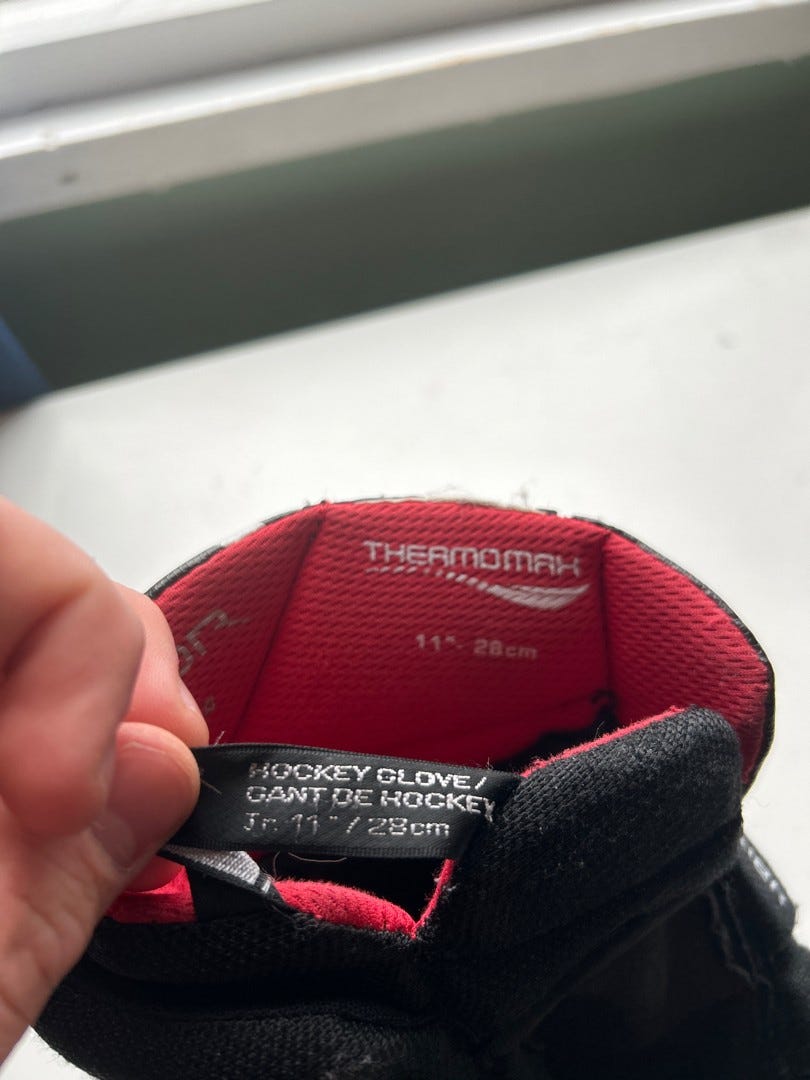 THERMOMAX
11"- 28cm
HOCKEY GLOVE/
GANT DE HOCKEY
Jr. 11" / 28cm